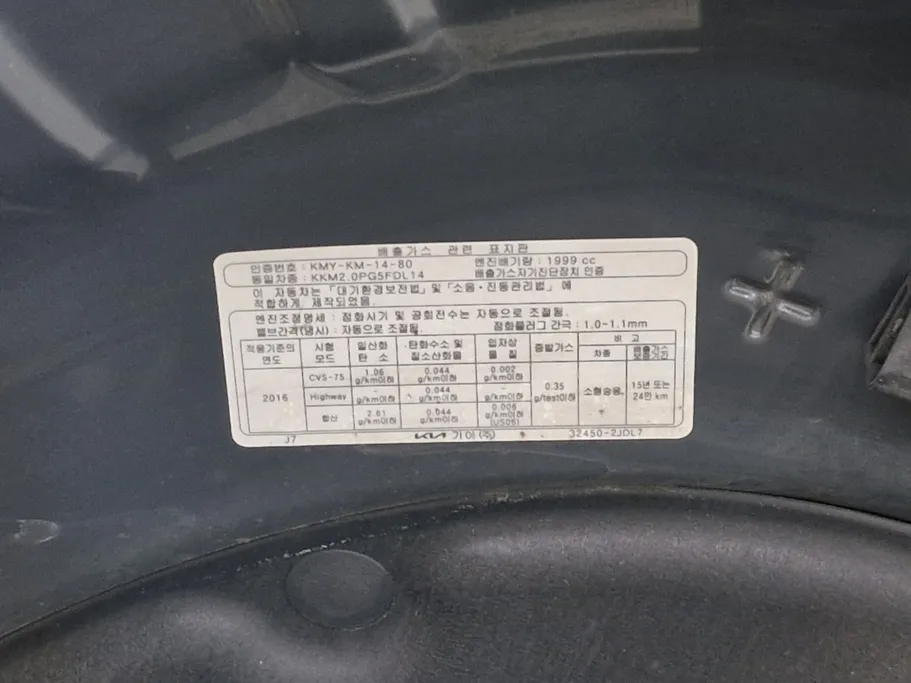 배출가스 관련 표지판
인증번호 : KMY-KM-14-80 엔진배기량 : 1999 cc
동일차종 : KKM2.0PG5FDL14 배출가스자기진단장치 인증
이 자동차는 「대기환경보전법」 및 「소음·진동관리법」 에
적합하게 제작되었음.
엔진조정명세 : 점화시기 및 공회전수는 자동으로 조절됨.
밸브간격(냉시) : 자동으로 조절됨. 점화플러그 간극 : 1.0-1.1mm
적용기준의 연도 시험 모드 일산화 탄소 탄화수소 및 질소산화물 입자상 물질 증발가스 비고
차종 배출가스 보증기간
CVS-75 1.06 g/km이하 0.044 g/km이하 0.002 g/km이하
2016 Highway - g/km이하 0.044 g/km이하 - g/km이하 0.35 g/test이하 소형승용, 15년 또는 24만 km
합산 2.61 g/km이하 0.044 g/km이하 0.006 g/km이하 (US06)
J7 KIA 기아(주) 32450-2JDL7